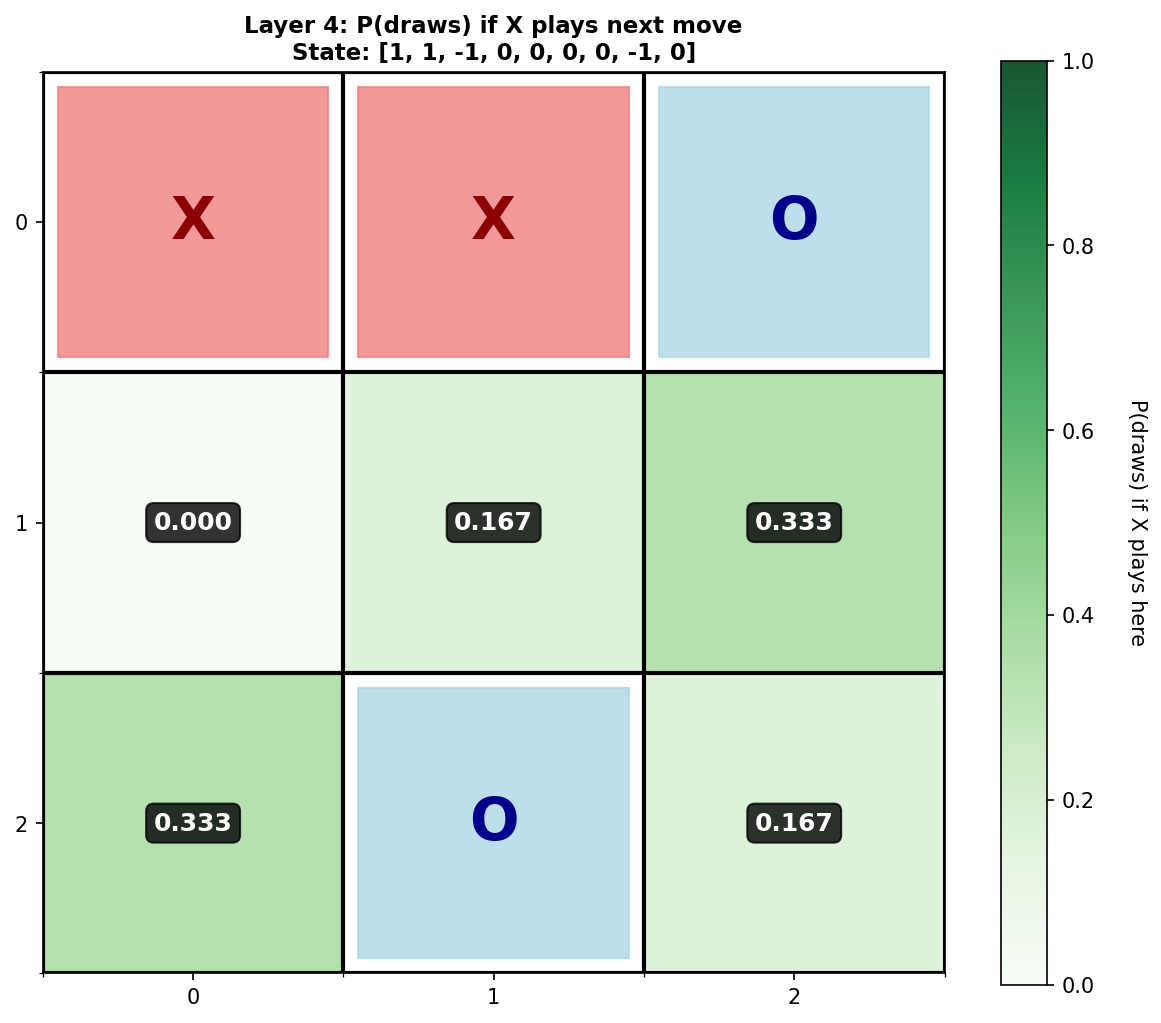 Layer 4: P(draws) if X plays next move
State: [1, 1, -1, 0, 0, 0, 0, -1, 0]
X
X
O
0.000
0.167
0.333
0.333
O
0.167
0
1
2
0
1
2
1.0
0.8
0.6
0.4
0.2
0.0
P(draws) if X plays here